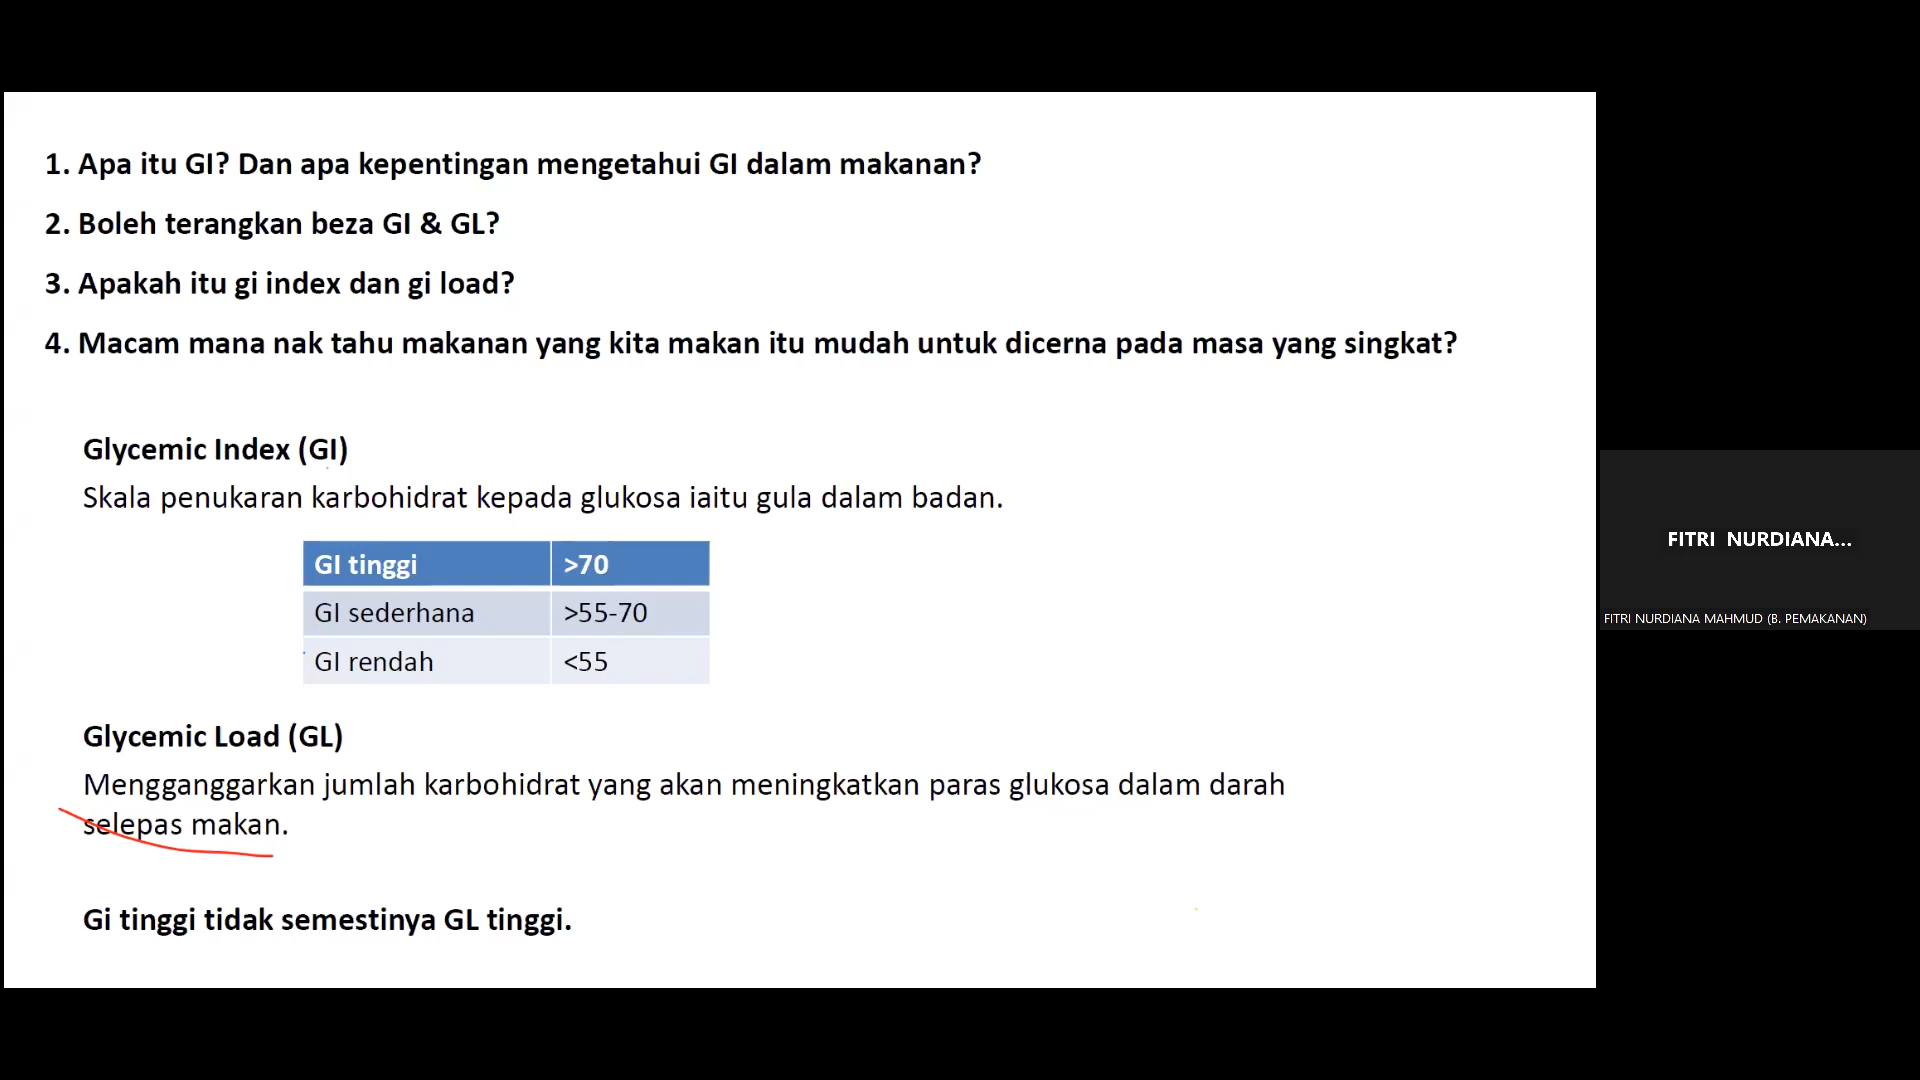 1. Apa itu GI? Dan apa kepentingan mengetahui GI dalam makanan?
2. Boleh terangkan beza GI & GL?
3. Apakah itu gi index dan gi load?
4. Macam mana nak tahu makanan yang kita makan itu mudah untuk dicerna pada masa yang singkat?
Glycemic Index (GI)
Skala penukaran karbohidrat kepada glukosa iaitu gula dalam badan.
GI tinggi >70
GI sederhana >55-70
GI rendah <55
Glycemic Load (GL)
Mengganggarkan jumlah karbohidrat yang akan meningkatkan paras glukosa dalam darah
selepas makan.
Gi tinggi tidak semestinya GL tinggi.
FITRI NURDIANA...
FITRI NURDIANA MAHMUD (B. PEMAKANAN)